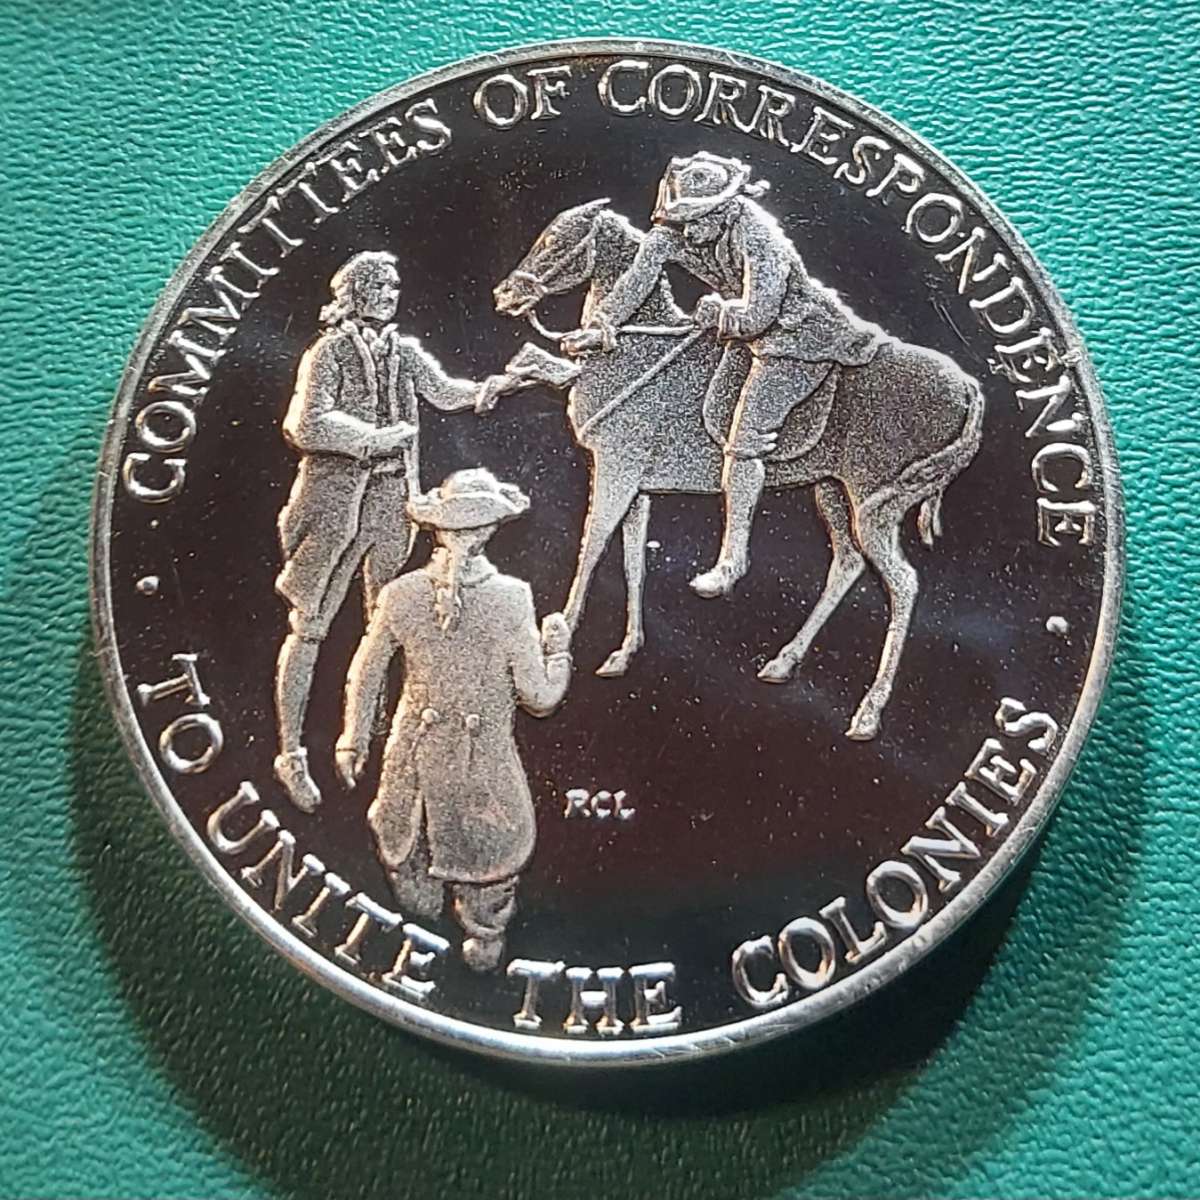 COMMITTEES OF CORRESPONDENCE
RCL
TO UNITE THE COLONIES